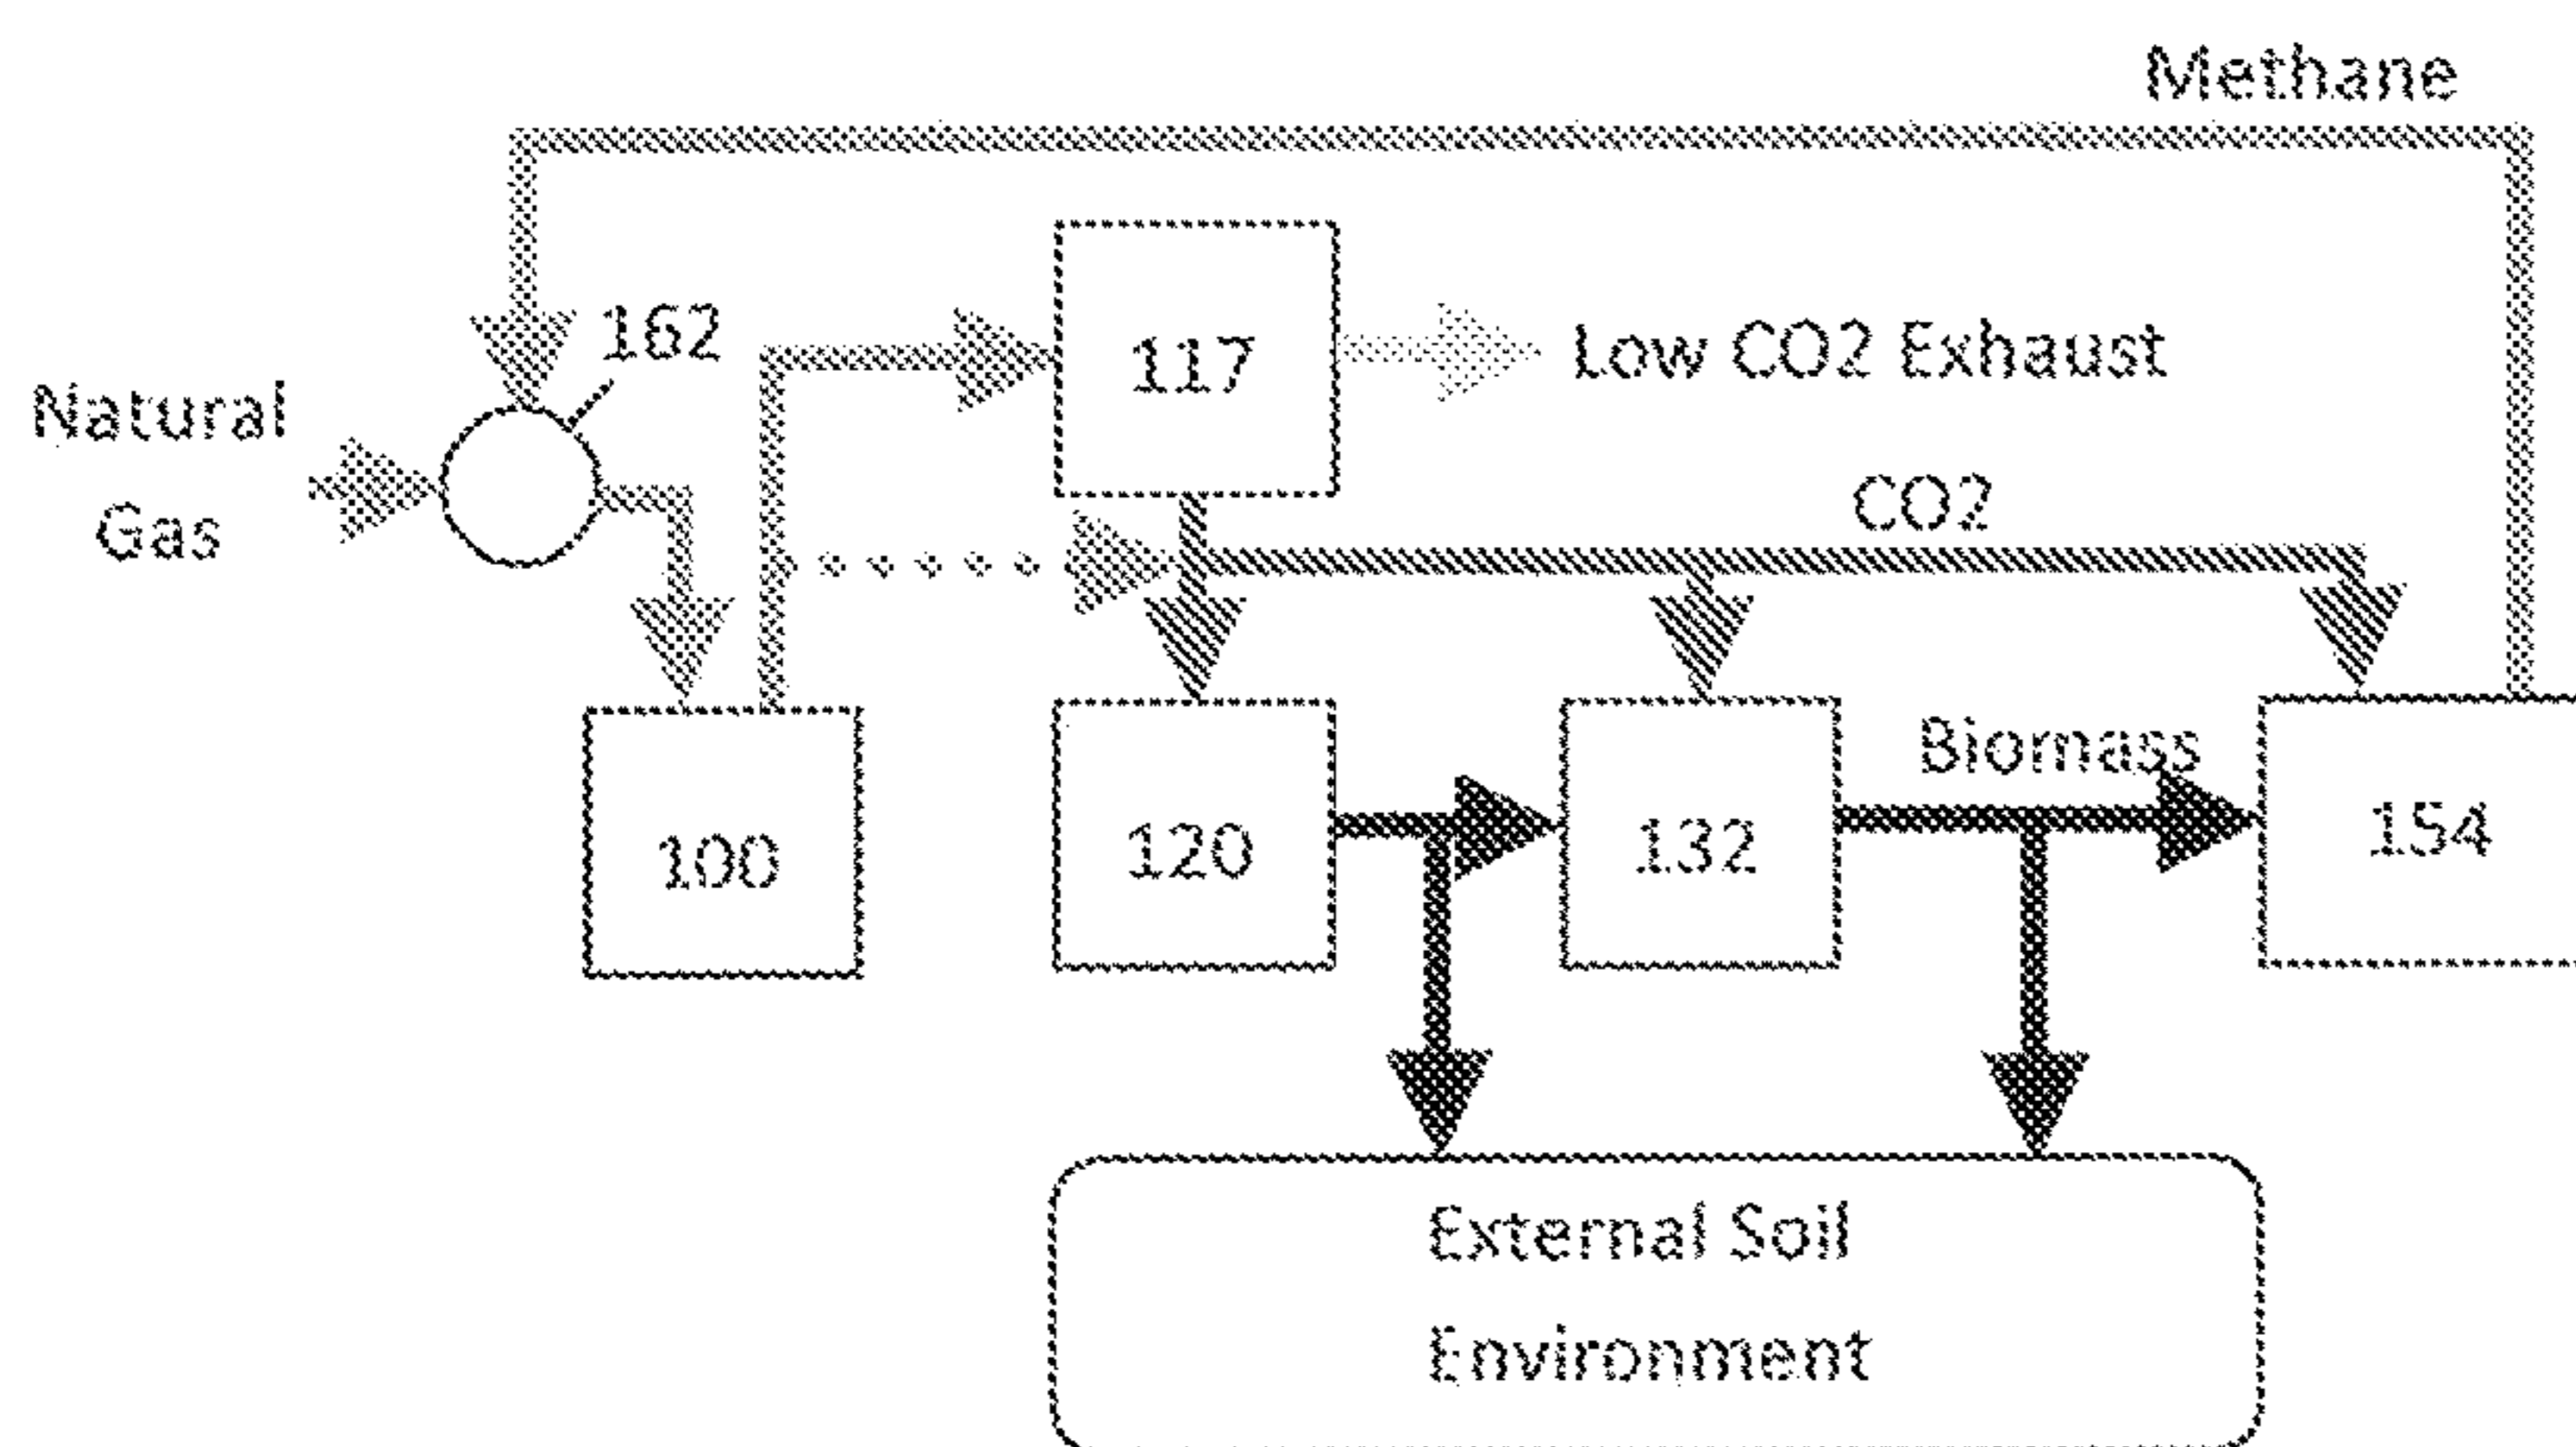 Methane
162
Natural
Gas
117
Low CO2 Exhaust
CO2
Biomass
100
120
132
154
External Soil
Environment